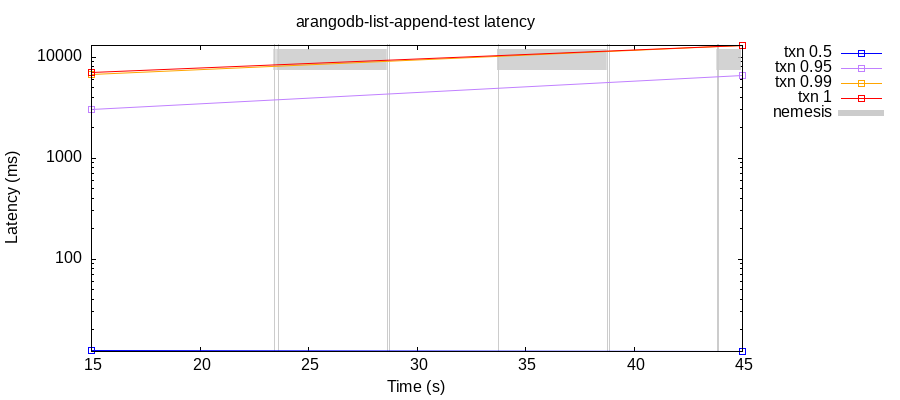 arangodb-list-append-test latency
10000
1000
100
Latency (ms)
15 20 25 30 35 40 45
Time (s)
txn 0.5
txn 0.95
txn 0.99
txn 1
nemesis